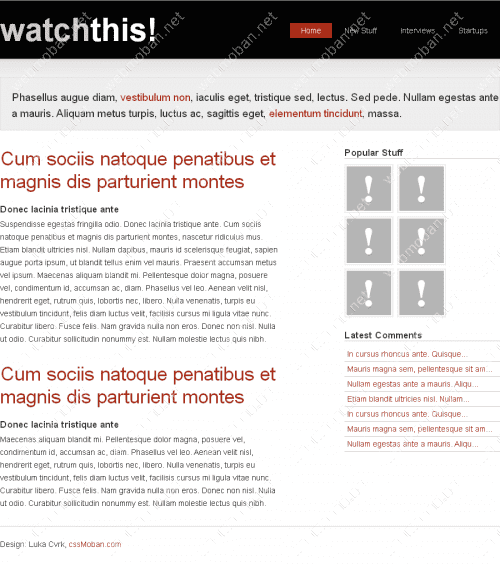 watchthis!
Home New Stuff Interviews Startups
Phasellus augue diam, vestibulum non, iaculis eget, tristique sed, lectus. Sed pede. Nullam egestas ante
a mauris. Aliquam metus turpis, luctus ac, sagittis eget, elementum tincidunt, massa.
Cum sociis natoque penatibus et
magnis dis parturient montes
Donec lacinia tristique ante
Suspendisse egestas fringilla odio. Donec lacinia tristique ante. Cum sociis
natoque penatibus et magnis dis parturient montes, nascetur ridiculus mus.
Etiam blandit ultricies nisl. Nullam dapibus, mauris id scelerisque feugiat, sapien
augue porta ipsum, ut blandit tellus enim vel mauris. Praesent accumsan metus
vel ipsum. Maecenas aliquam blandit mi. Pellentesque dolor magna, posuere
vel, condimentum id, accumsan ac, diam. Phasellus vel leo. Aenean velit nisl,
hendrerit eget, rutrum quis, lobortis nec, libero. Nulla venenatis, turpis eu
vestibulum tincidunt, felis diam luctus velit, facilisis cursus mi ligula vitae nunc.
Curabitur libero. Fusce felis. Nam gravida nulla non eros. Donec non nisl. Nulla
ut odio. Curabitur sollicitudin nonummy est. Nullam molestie lectus quis nibh.
Cum sociis natoque penatibus et
magnis dis parturient montes
Donec lacinia tristique ante
Maecenas aliquam blandit mi. Pellentesque dolor magna, posuere vel,
condimentum id, accumsan ac, diam. Phasellus vel leo. Aenean velit nisl,
hendrerit eget, rutrum quis, lobortis nec, libero. Nulla venenatis, turpis eu
vestibulum tincidunt, felis diam luctus velit, facilisis cursus mi ligula vitae nunc.
Curabitur libero. Fusce felis. Nam gravida nulla non eros. Donec non nisl. Nulla
ut odio. Curabitur sollicitudin nonummy est. Nullam molestie lectus quis nibh.
Popular Stuff
! !
! !
! !
Latest Comments
In cursus rhoncus ante. Quisque...
Mauris magna sem, pellentesque sit am...
Nullam egestas ante a mauris. Aliqu...
Etiam blandit ultricies nisl. Nullam...
In cursus rhoncus ante. Quisque...
Mauris magna sem, pellentesque sit am...
Nullam egestas ante a mauris. Aliqu...
Design: Luka Cvrk, cssMoban.com